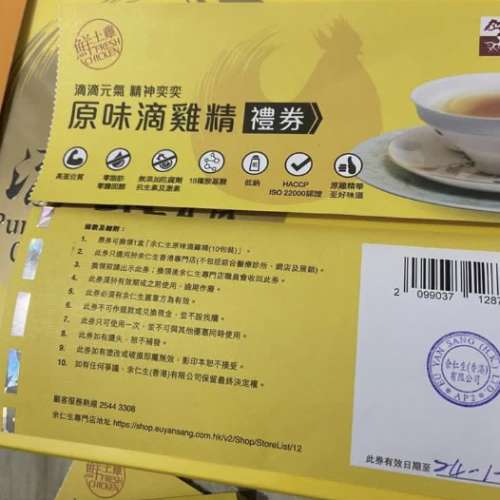 鮮土雞
FRESH
CHICKEN
滴滴元氣 精神奕奕
原味滴雞精 禮券
高蛋白質
零脂肪
零膽固醇
無添加防腐劑
抗生素及激素
18種胺基酸
低鈉
HACCP
ISO 22000認證
原雞精華
至好味道
Pur
條款及細則:
1. 憑券可換領1盒「余仁生原味滴雞精(10包裝)」。
2. 此券只適用於余仁生香港專門店(不包括綜合醫療診所、網店及展銷)。
3. 換領前請出示此券;換領後余仁生專門店職員會收回此券。
4. 此券須於有效期或之前使用,逾期作廢。
5. 此券必須有余仁生蓋章方為有效。
6. 此券不可作退款或兌換現金,並不設找贖。
7. 此券只可使用一次,並不可與其他優惠同時使用。
8. 此券如有遺失,恕不補發。
9. 此券如有塗改或破損即屬無效,影印本恕不接受。
10. 如有任何爭議,余仁生(香港)有限公司保留最終決定權。
顧客服務熱線 2544 3308
余仁生專門店地址 https://shop.euyansang.com.hk/v2/Shop/StoreList/12
2 099037 1287
EU YAN SANG (H.K.) LTD
余仁生(香港)
有限公司
AP2
此券有效日期至